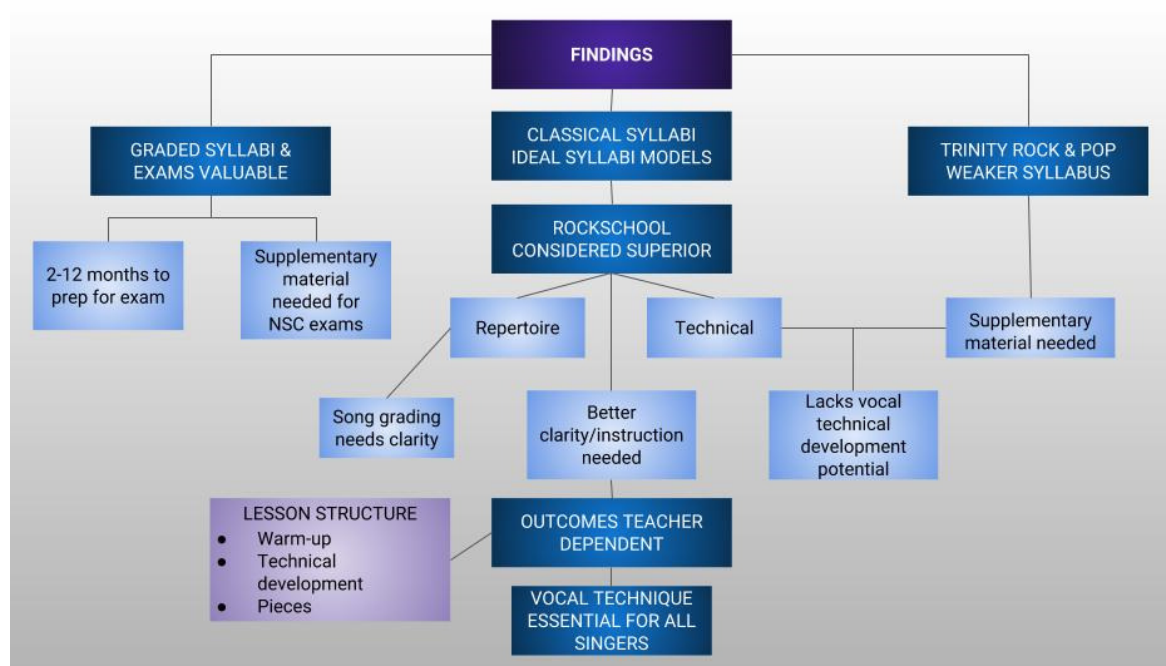 FINDINGS
GRADED SYLLABI &
EXAMS VALUABLE
CLASSICAL SYLLABI
IDEAL SYLLABI MODELS
TRINITY ROCK & POP
WEAKER SYLLABUS
2-12 months to
prep for exam
Supplementary
material
needed for
NSC exams
ROCKSCHOOL
CONSIDERED SUPERIOR
Repertoire
Technical
Supplementary
material needed
Song grading
needs clarity
Better
clarity/instruction
needed
Lacks vocal
technical
development
potential
LESSON STRUCTURE
● Warm-up
● Technical
development
● Pieces
OUTCOMES TEACHER
DEPENDENT
VOCAL TECHNIQUE
ESSENTIAL FOR ALL
SINGERS